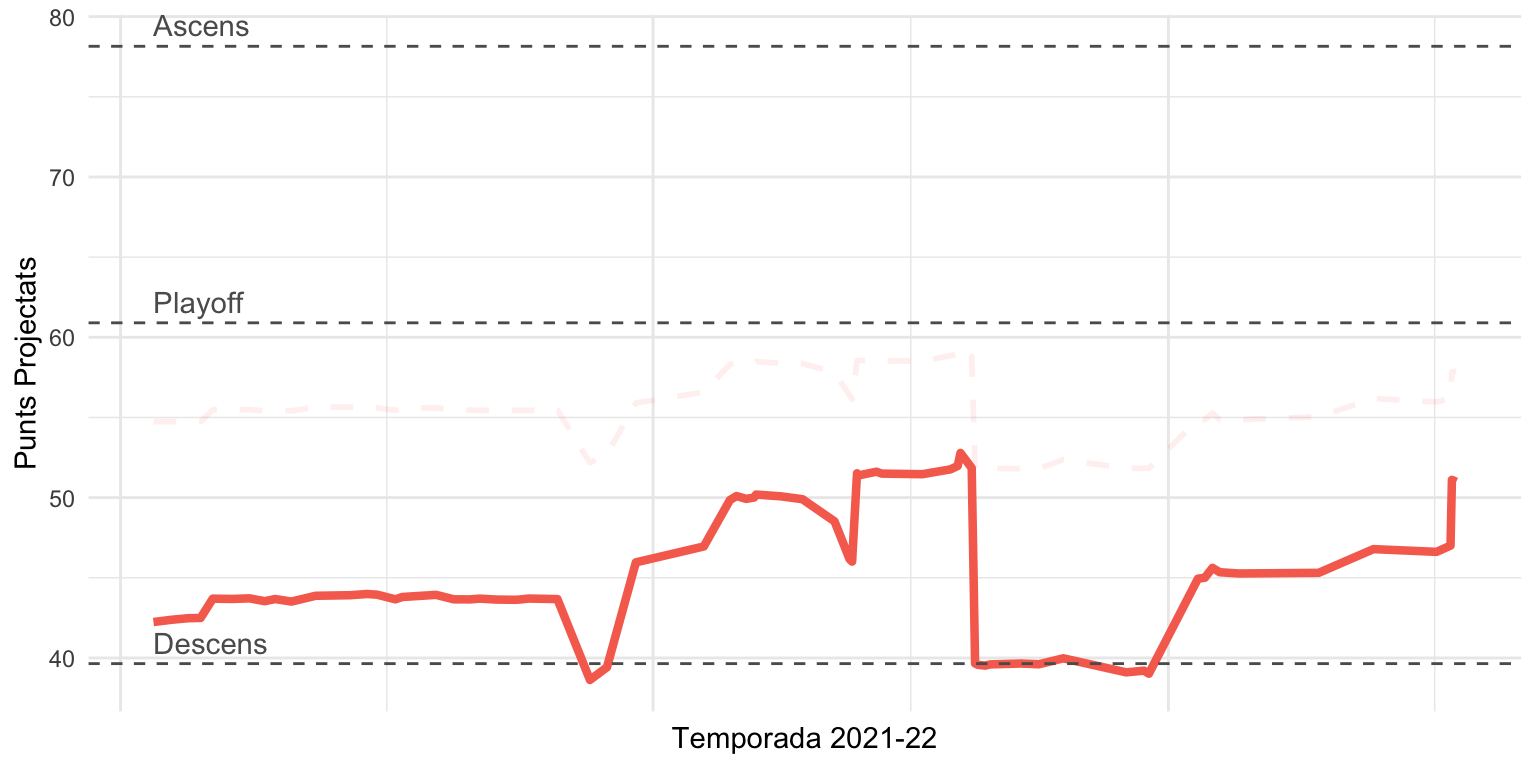 80
Ascens
70
Playoff
60
Punts Projectats
50
Descens
40
Temporada 2021-22